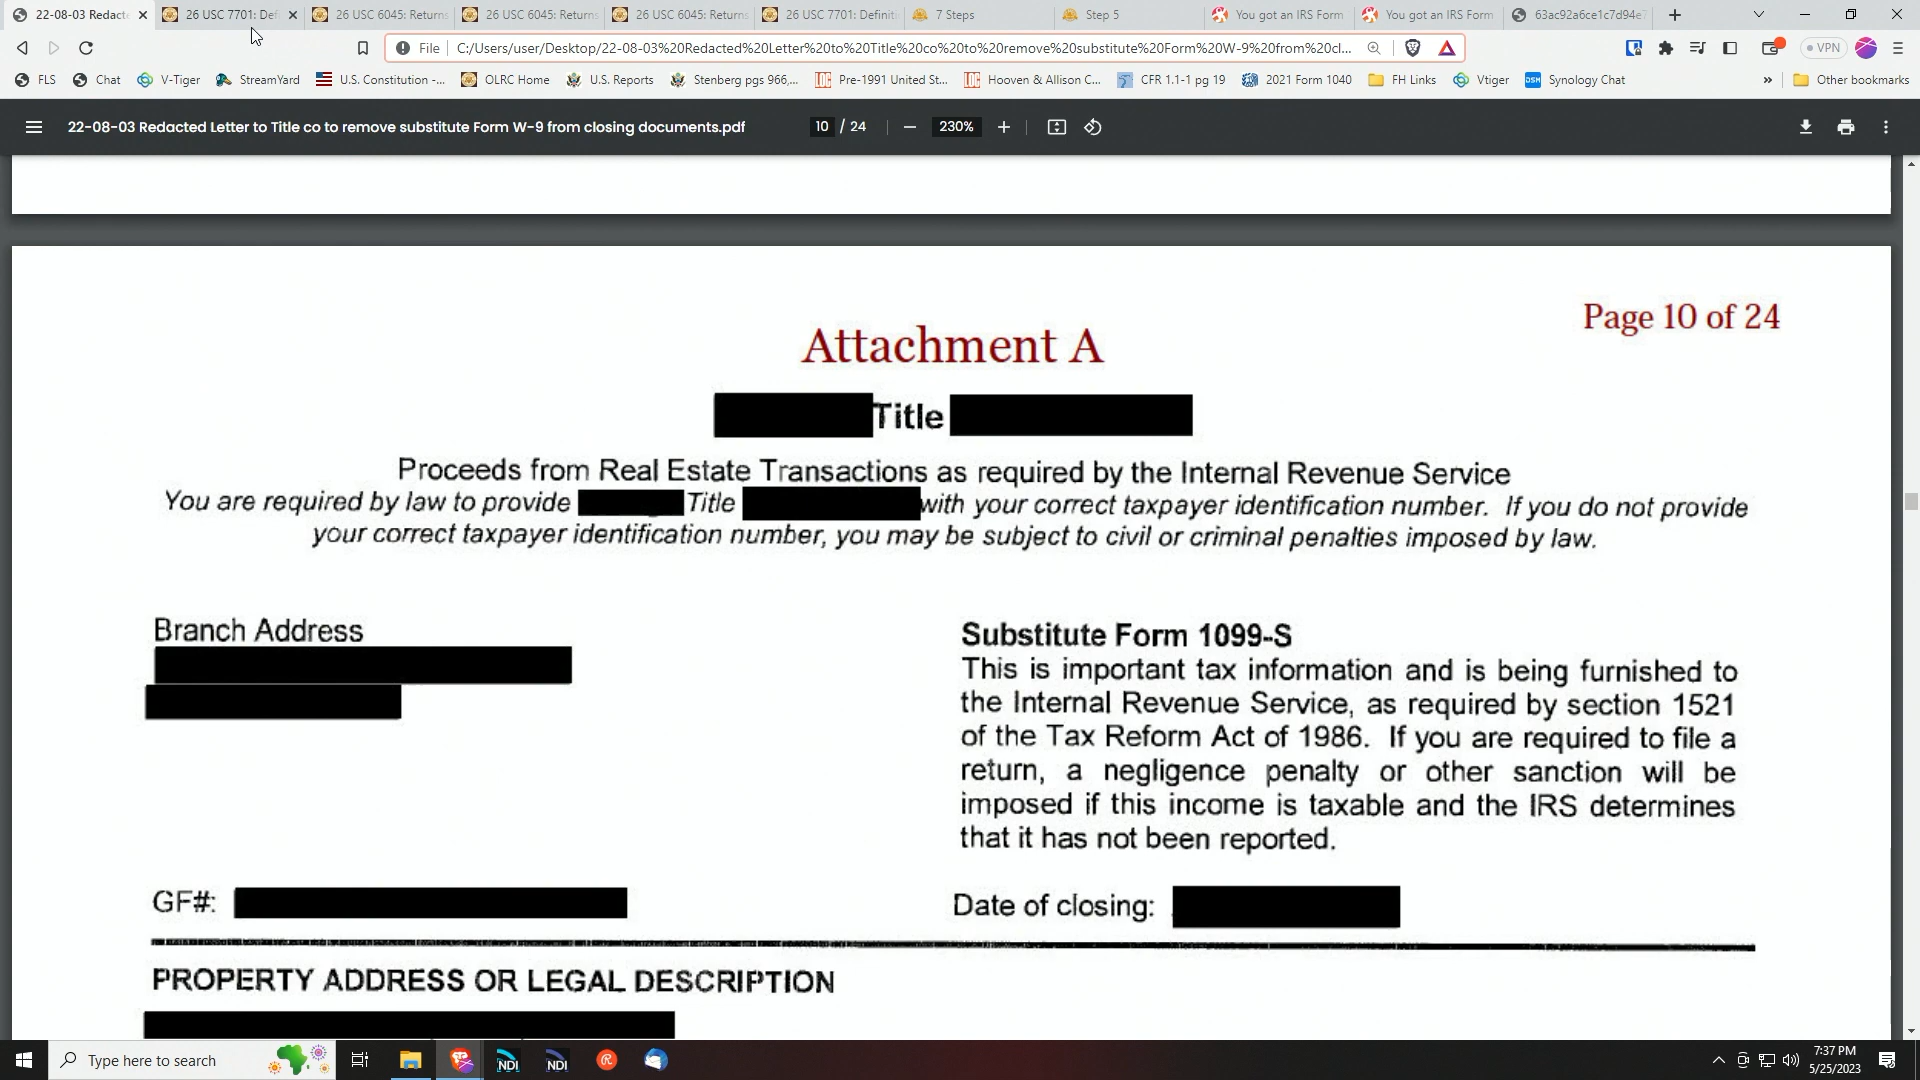 22-08-03 Redacte
26 USC 7701: Def
26 USC 6045: Returns
26 USC 6045: Returns
26 USC 6045: Returns
26 USC 7701: Definit
7 Steps
Step 5
You got an IRS Form
You got an IRS Form
63ac92a6ce1c7d94e7
File
C:/Users/user/Desktop/22-08-03%20Redacted%20Letter%20to%20Title%20co%20to%20remove%20substitute%20Form%20W-9%20from%20cl...
VPN
FLS
Chat
V-Tiger
StreamYard
U.S. Constitution -...
OLRC Home
U.S. Reports
Stenberg pgs 966,...
Pre-1991 United St...
Hooven & Allison C...
CFR 1.1-1 pg 19
2021 Form 1040
FH Links
Vtiger
DSM
Synology Chat
»
Other bookmarks
22-08-03 Redacted Letter to Title co to remove substitute Form W-9 from closing documents.pdf
10 / 24
230%
Page 10 of 24
Attachment A
Title
Proceeds from Real Estate Transactions as required by the Internal Revenue Service
You are required by law to provide Title with your correct taxpayer identification number. If you do not provide
your correct taxpayer identification number, you may be subject to civil or criminal penalties imposed by law.
Branch Address
Substitute Form 1099-S
This is important tax information and is being furnished to
the Internal Revenue Service, as required by section 1521
of the Tax Reform Act of 1986. If you are required to file a
return, a negligence penalty or other sanction will be
imposed if this income is taxable and the IRS determines
that it has not been reported.
GF#:
Date of closing:
PROPERTY ADDRESS OR LEGAL DESCRIPTION
Type here to search
NDI
NDI
7:37 PM
5/25/2023